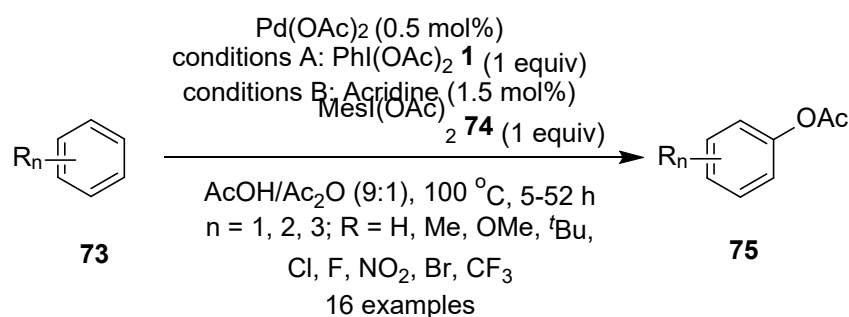 Pd(OAc)2 (0.5 mol%)
conditions A: PhI(OAc)2 1 (1 equiv)
conditions B: Acridine (1.5 mol%)
MesI(OAc)
2 74 (1 equiv)
Rn
OAc
Rn
AcOH/Ac2O (9:1), 100 oC, 5-52 h
n = 1, 2, 3; R = H, Me, OMe, tBu,
Cl, F, NO2, Br, CF3
16 examples
73
75